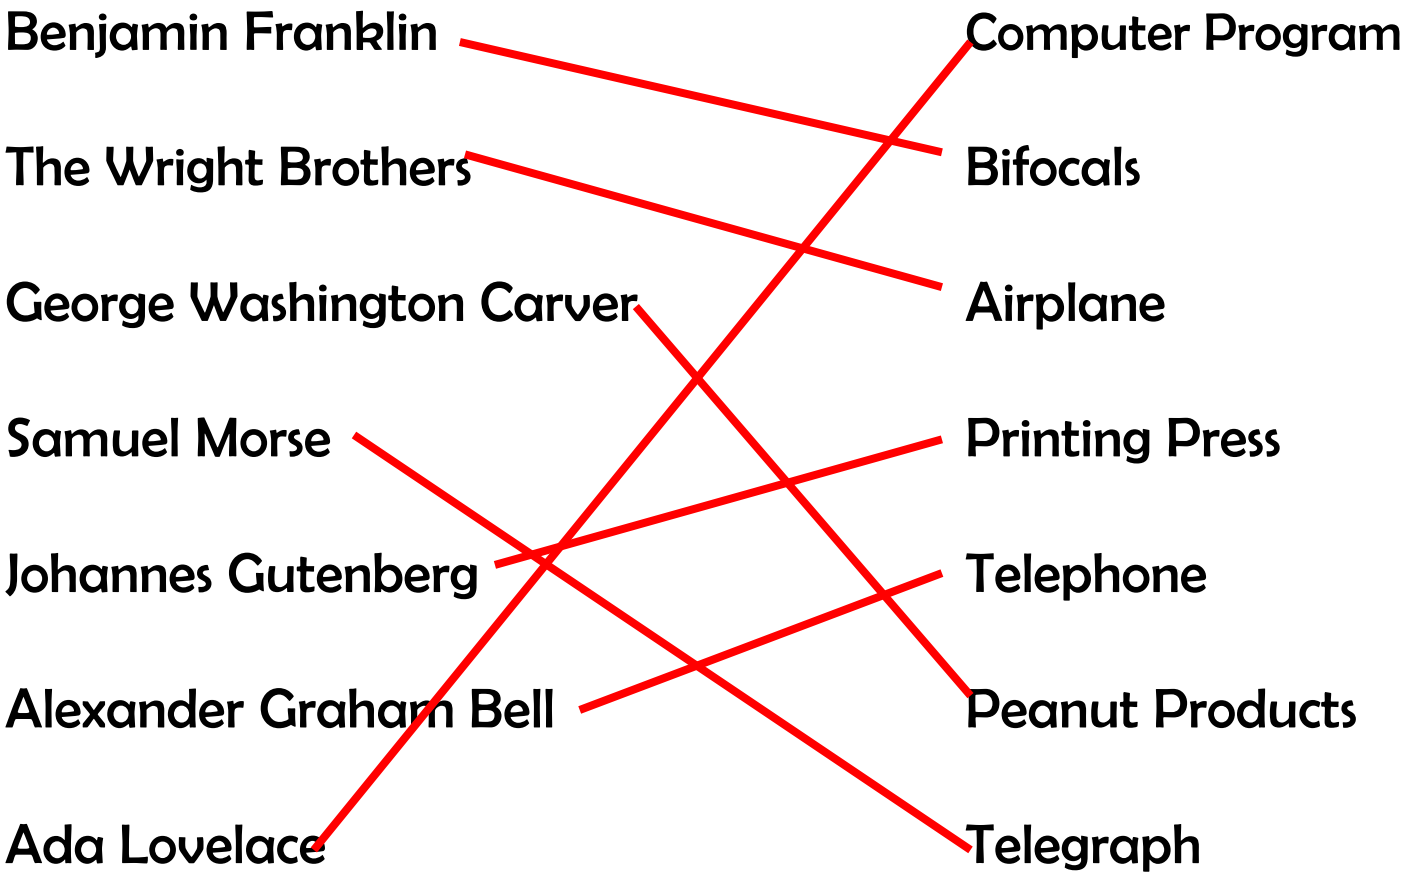 Benjamin Franklin
Computer Program
The Wright Brothers
Bifocals
George Washington Carver
Airplane
Samuel Morse
Printing Press
Johannes Gutenberg
Telephone
Alexander Graham Bell
Peanut Products
Ada Lovelace
Telegraph